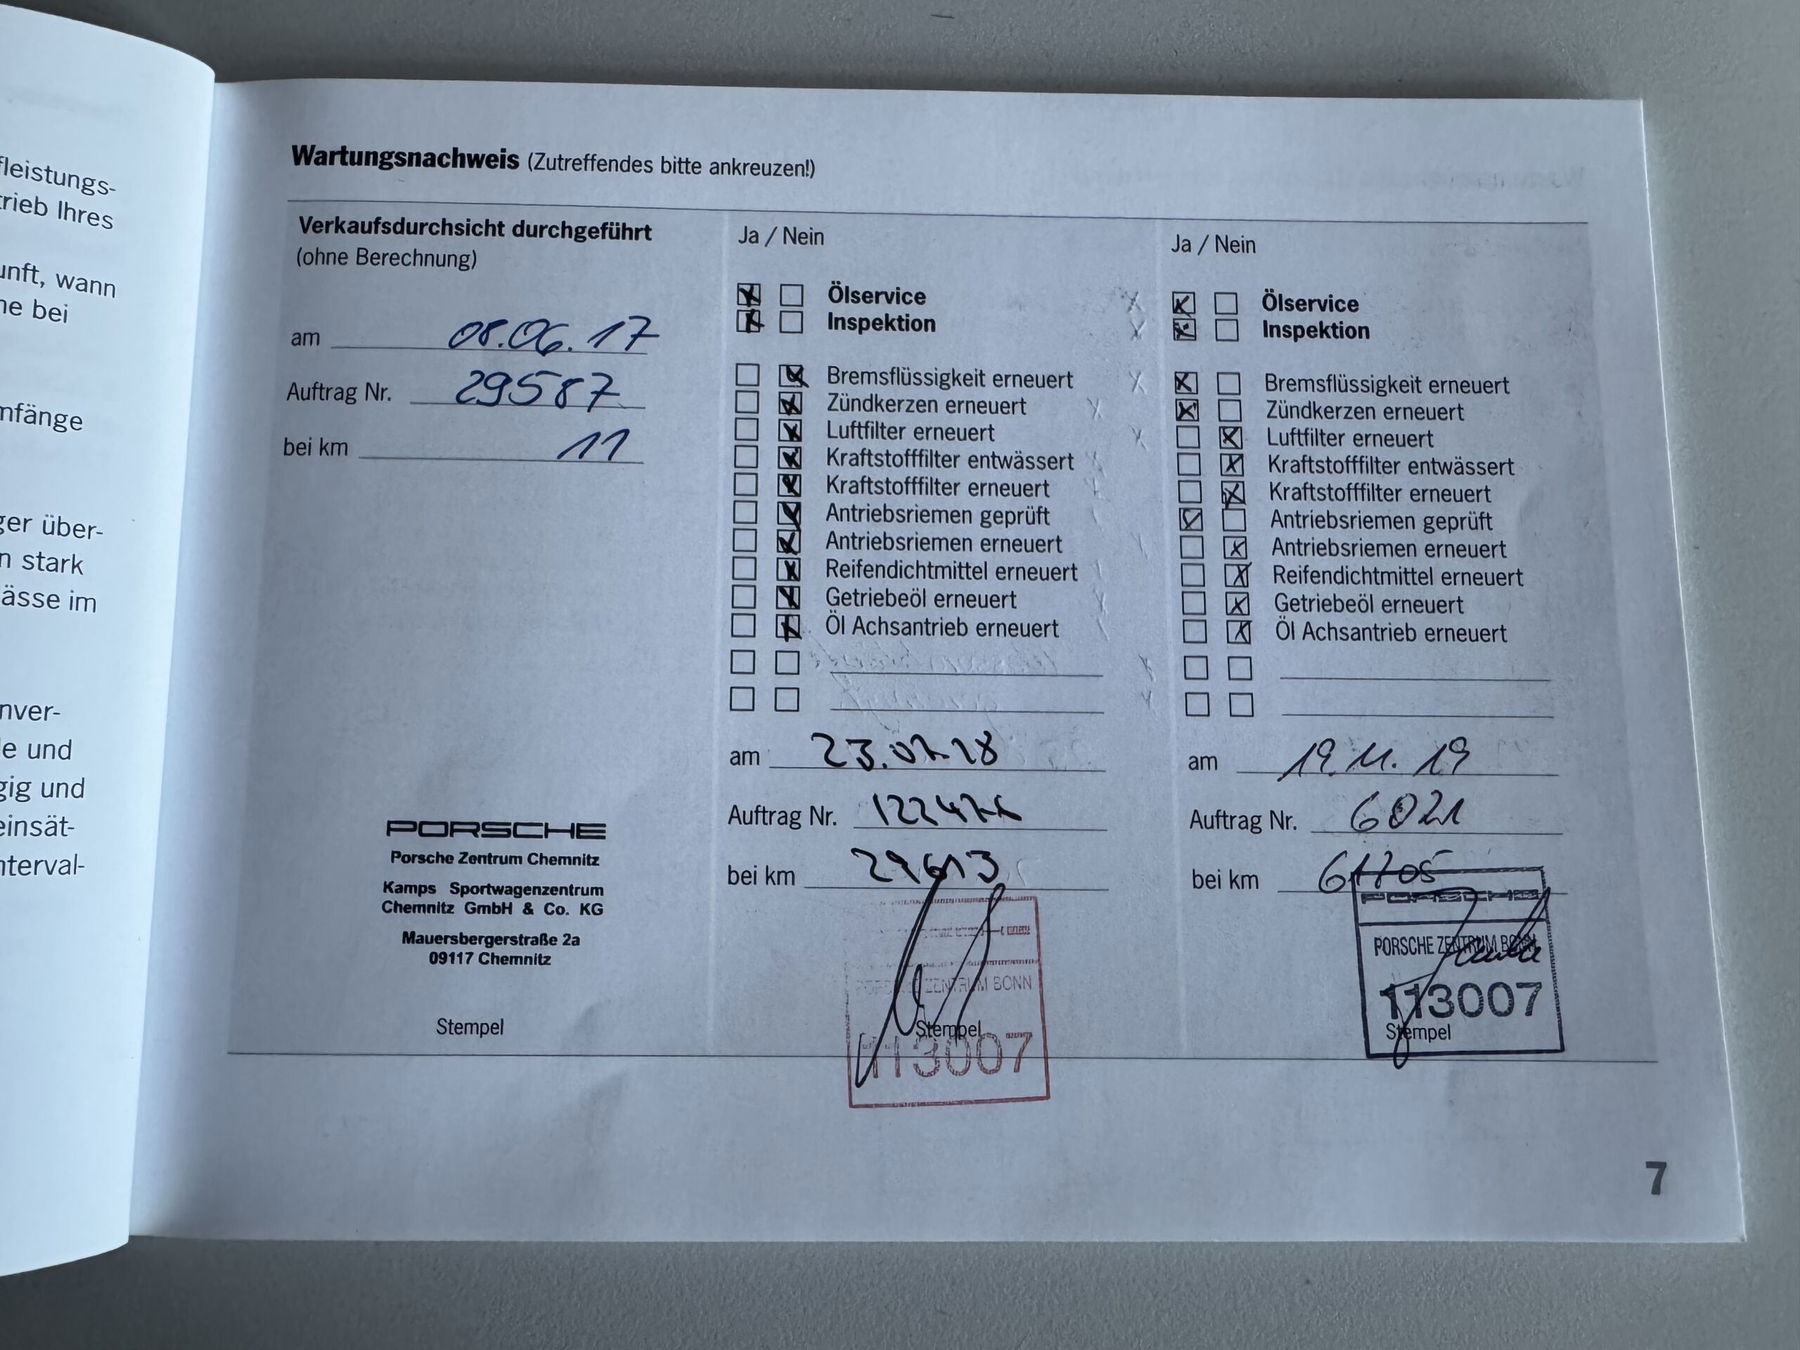 fleistungs-
trieb Ihres
unft, wann
ne bei
mfänge
ger über-
n stark
ässe im
nver-
le und
gig und
einsät-
nterval-
Wartungsnachweis (Zutreffendes bitte ankreuzen!)
Verkaufsdurchsicht durchgeführt
(ohne Berechnung)
am 08.06.17
Auftrag Nr. 29587
bei km 11
PORSCHE
Porsche Zentrum Chemnitz
Kamps Sportwagenzentrum
Chemnitz GmbH & Co. KG
Mauersbergerstraße 2a
09117 Chemnitz
Stempel
Ja / Nein
Ölservice
Inspektion
Bremsflüssigkeit erneuert
Zündkerzen erneuert
Luftfilter erneuert
Kraftstofffilter entwässert
Kraftstofffilter erneuert
Antriebsriemen geprüft
Antriebsriemen erneuert
Reifendichtmittel erneuert
Getriebeöl erneuert
Öl Achsantrieb erneuert
am
Auftrag Nr.
bei km
ZENTRUM BONN
Stempel
113007
Ja / Nein
Ölservice
Inspektion
Bremsflüssigkeit erneuert
Zündkerzen erneuert
Luftfilter erneuert
Kraftstofffilter entwässert
Kraftstofffilter erneuert
Antriebsriemen geprüft
Antriebsriemen erneuert
Reifendichtmittel erneuert
Getriebeöl erneuert
Öl Achsantrieb erneuert
am 19.11.19
Auftrag Nr. 6021
bei km 61705
PORSCHE
PORSCHE ZENTRUM BONN
113007
Stempel
7